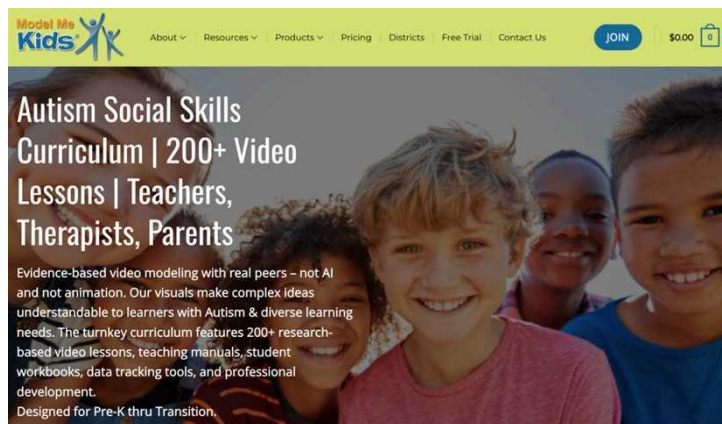 Model Me
Kids
About
Resources
Products
Pricing
Districts
Free Trial
Contact Us
JOIN
$0.00
0
Autism Social Skills
Curriculum | 200+ Video
Lessons | Teachers,
Therapists, Parents
Evidence-based video modeling with real peers – not AI
and not animation. Our visuals make complex ideas
understandable to learners with Autism & diverse learning
needs. The turnkey curriculum features 200+ research-
based video lessons, teaching manuals, student
workbooks, data tracking tools, and professional
development.
Designed for Pre-K thru Transition.